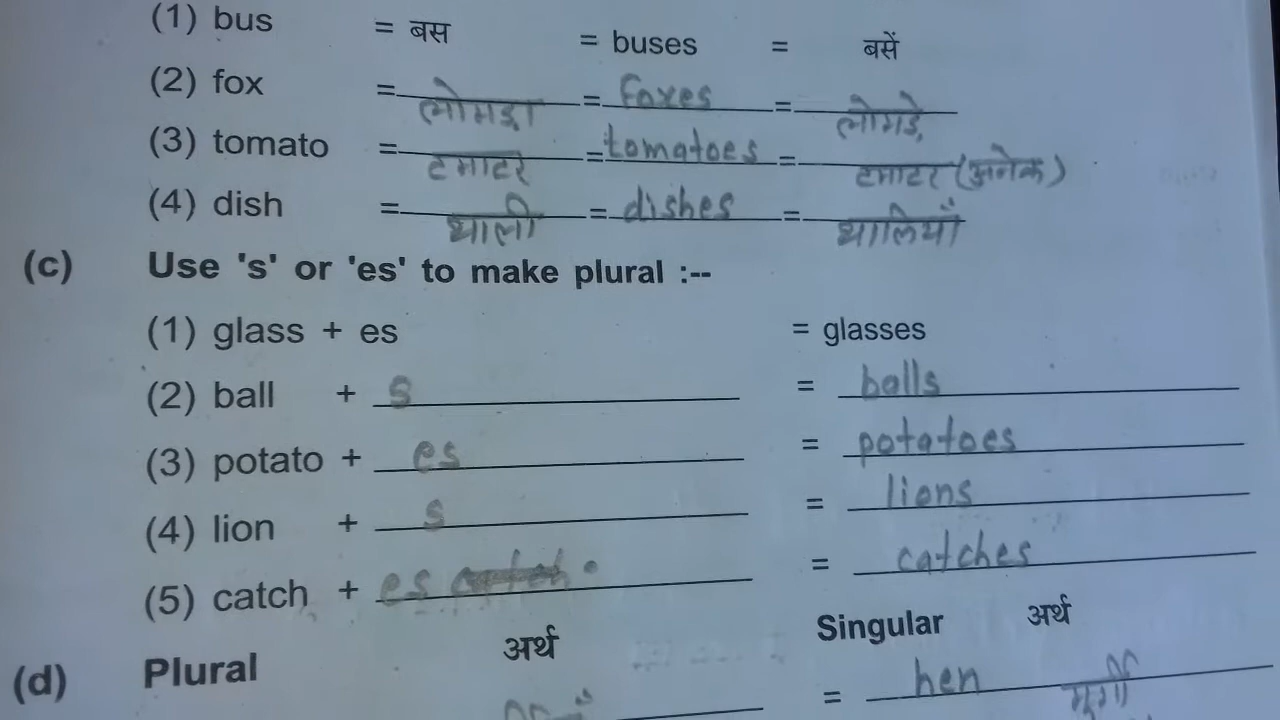 (1) bus = बस = buses = बसें
(2) fox = लोमड़ा = foxes = लोमडे,
(3) tomato = टमाटर = tomatoes = टमाटर (अनेक)
(4) dish = थाली = dishes = थालियाँ
(c) Use 's' or 'es' to make plural :--
(1) glass + es = glasses
(2) ball + s = balls
(3) potato + es = potatoes
(4) lion + s = lions
(5) catch + es = catches
(d) Plural अर्थ Singular अर्थ
= hen मुर्गी